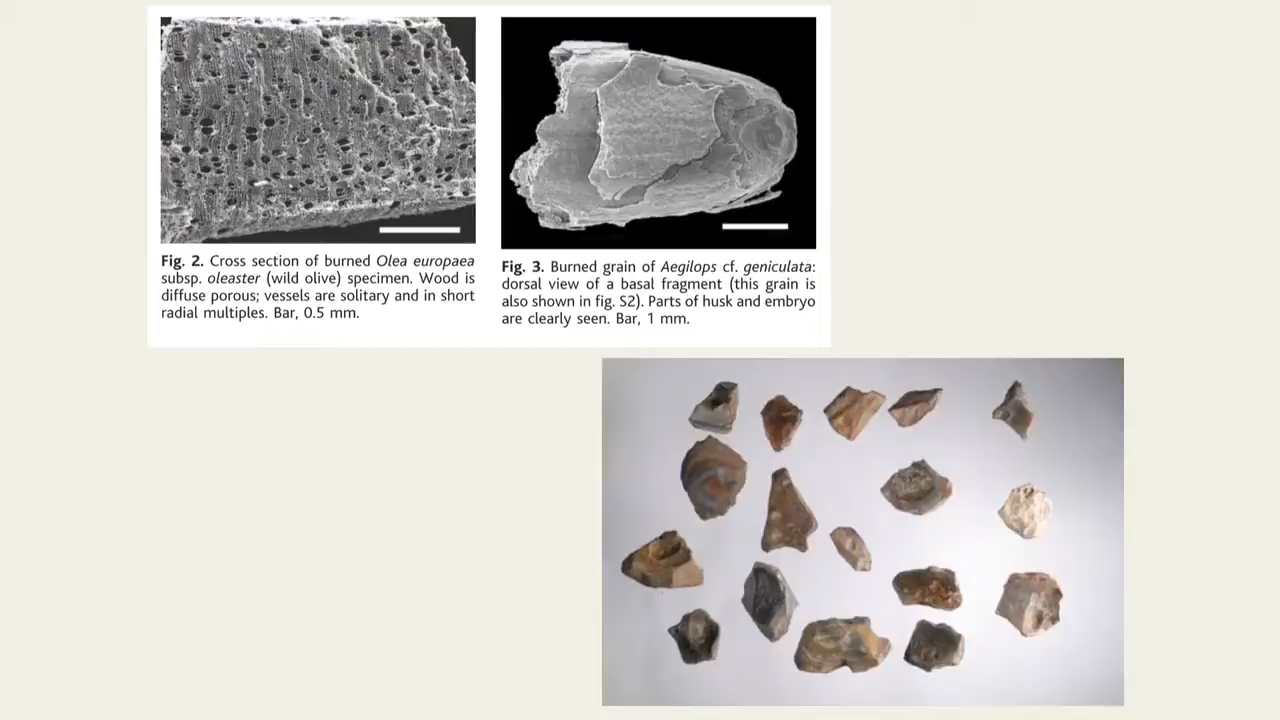 Fig. 2. Cross section of burned Olea europaea
subsp. oleaster (wild olive) specimen. Wood is
diffuse porous; vessels are solitary and in short
radial multiples. Bar, 0.5 mm.
Fig. 3. Burned grain of Aegilops cf. geniculata:
dorsal view of a basal fragment (this grain is
also shown in fig. S2). Parts of husk and embryo
are clearly seen. Bar, 1 mm.